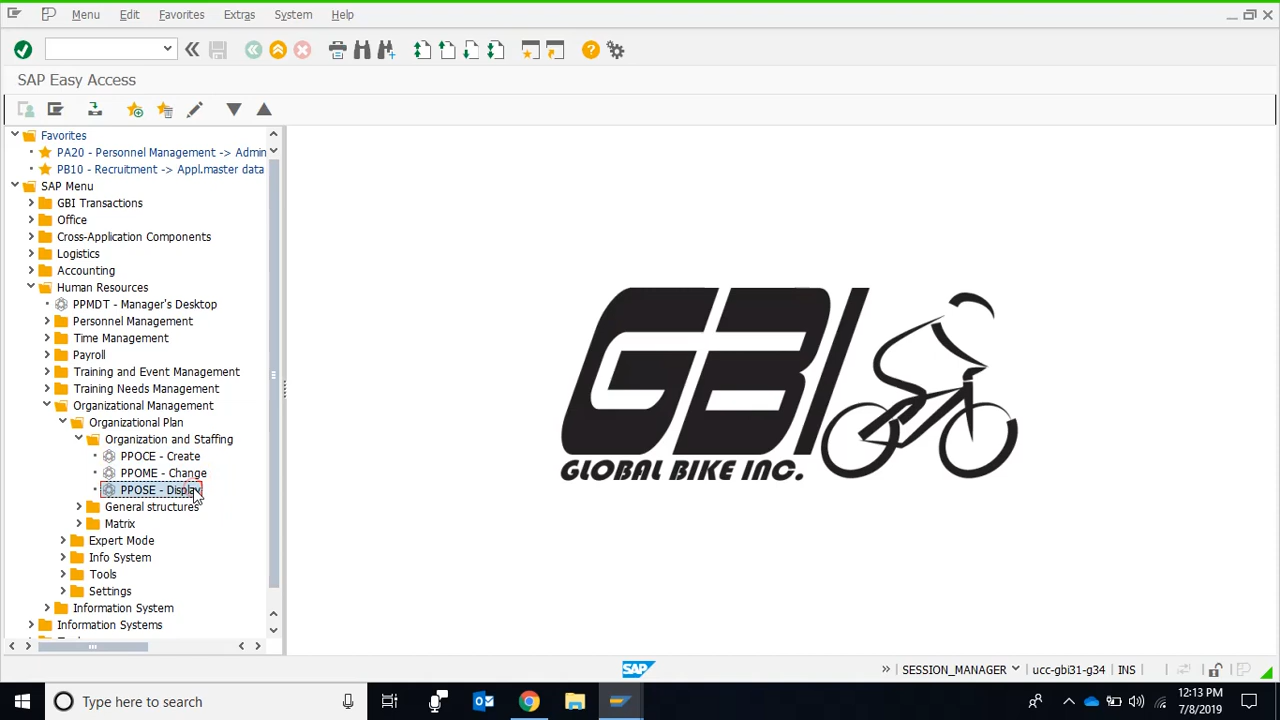 Menu Edit Favorites Extras System Help
SAP Easy Access
Favorites
PA20 - Personnel Management -> Admin
PB10 - Recruitment -> Appl.master data
SAP Menu
GBI Transactions
Office
Cross-Application Components
Logistics
Accounting
Human Resources
PPMDT - Manager's Desktop
Personnel Management
Time Management
Payroll
Training and Event Management
Training Needs Management
Organizational Management
Organizational Plan
Organization and Staffing
PPOCE - Create
PPOME - Change
PPOSE - Display
General structures
Matrix
Expert Mode
Info System
Tools
Settings
Information System
Information Systems
GBI
GLOBAL BIKE INC.
SAP
SESSION_MANAGER ucc-gbi31-g34 INS
Type here to search
12:13 PM
7/8/2019